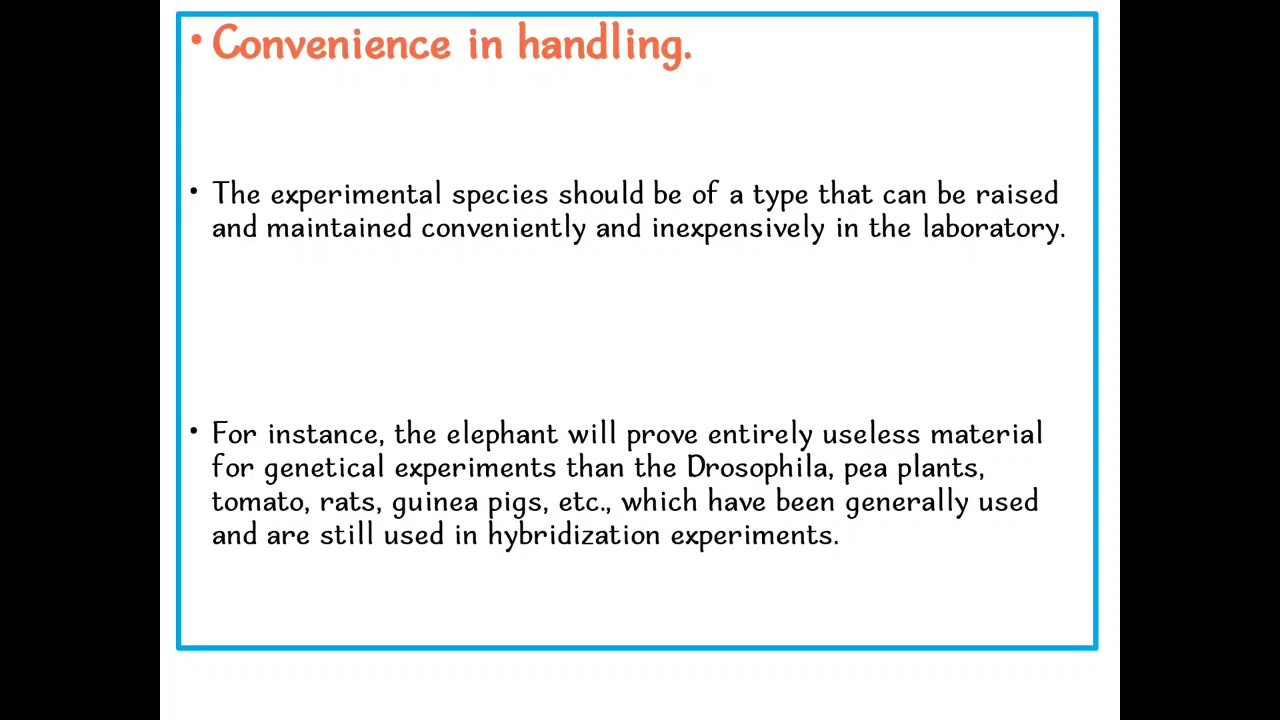 • Convenience in handling.
• The experimental species should be of a type that can be raised
and maintained conveniently and inexpensively in the laboratory.
• For instance, the elephant will prove entirely useless material
for genetical experiments than the Drosophila, pea plants,
tomato, rats, guinea pigs, etc., which have been generally used
and are still used in hybridization experiments.